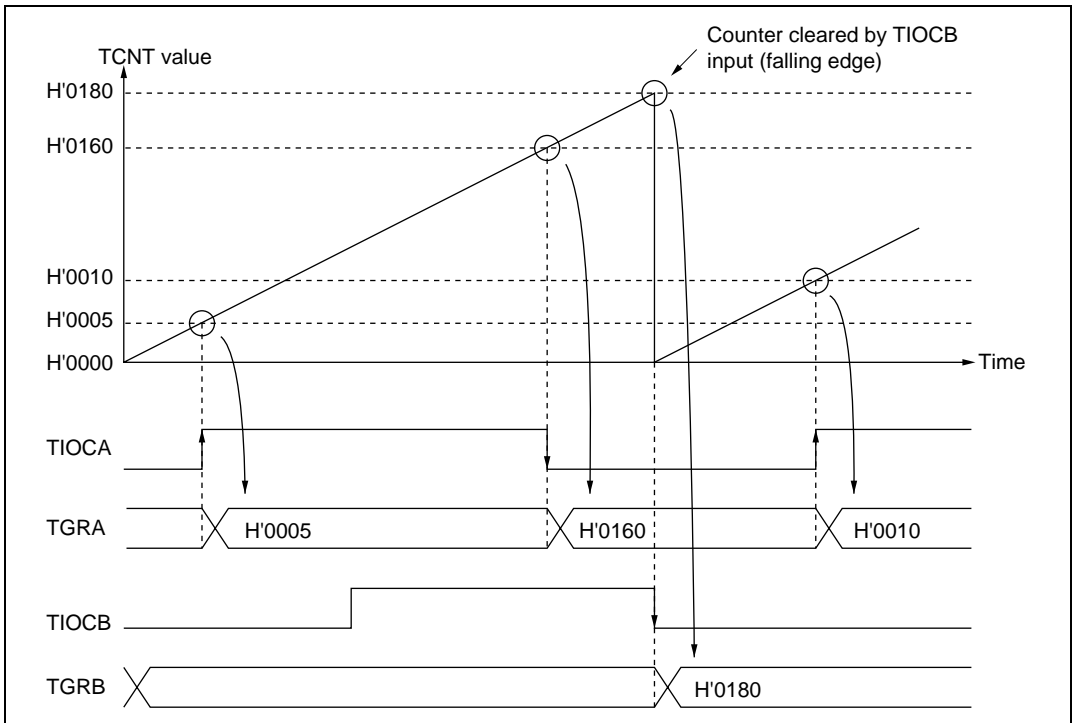 Counter cleared by TIOCB
input (falling edge)
TCNT value
H'0180
H'0160
H'0010
H'0005
H'0000
Time
TIOCA
TGRA
H'0005
H'0160
H'0010
TIOCB
TGRB
H'0180